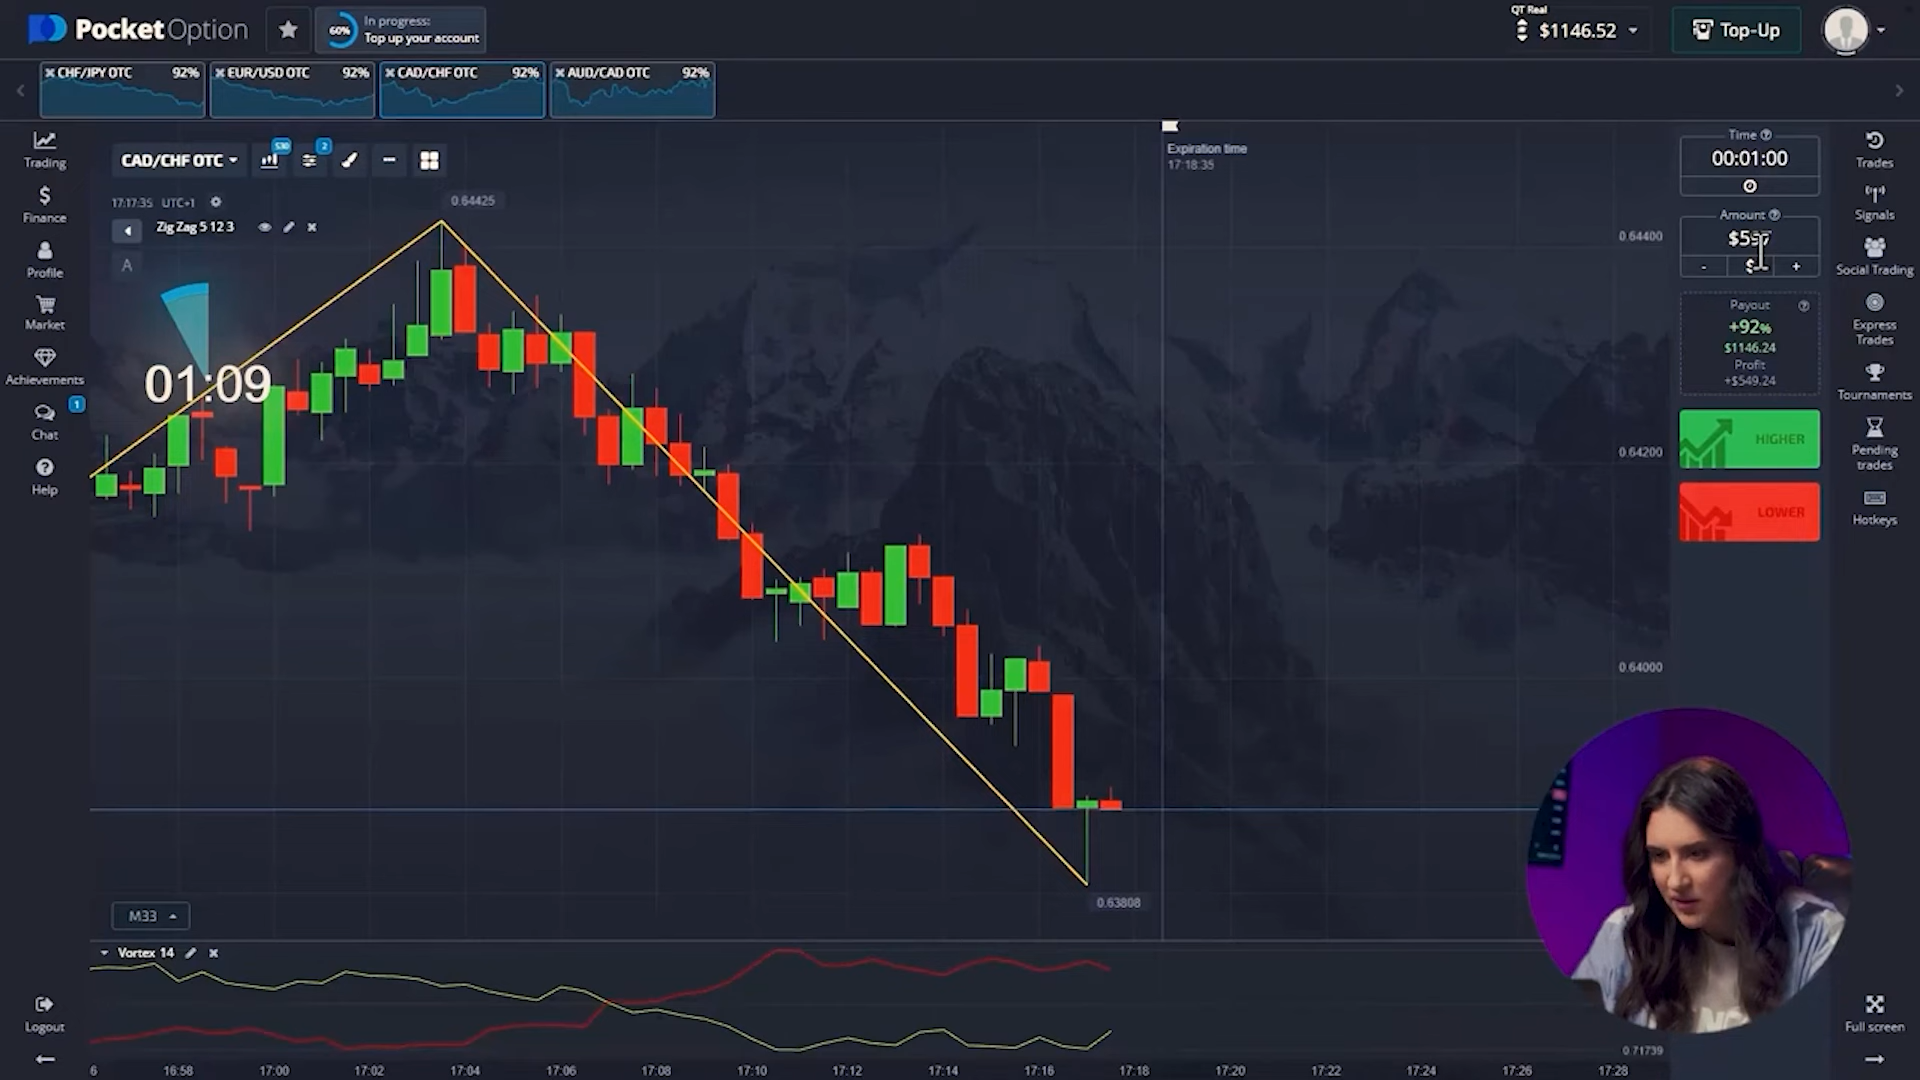 PocketOption
60%
In progress:
Top up your account
QT Real
$1146.52
Top-Up
CHF/JPY OTC 92%
EUR/USD OTC 92%
CAD/CHF OTC 92%
AUD/CAD OTC 92%
Trading
Finance
Profile
Market
Achievements
1
Chat
Help
Logout
CAD/CHF OTC
S30
2
17:17:35 UTC+1
Zig Zag 5 12 3
A
01:09
0.64425
Expiration time
17:18:35
0.64400
0.64200
0.64000
0.63808
M33
Vortex 14
0.71739
6 16:58 17:00 17:02 17:04 17:06 17:08 17:10 17:12 17:14 17:16 17:18 17:20 17:22 17:24 17:26 17:28
Time
00:01:00
Amount
$597
- $ +
Payout
+92%
$1146.24
Profit
+$549.24
HIGHER
LOWER
Trades
Signals
Social Trading
Express
Trades
Tournaments
Pending
trades
Hotkeys
Full screen